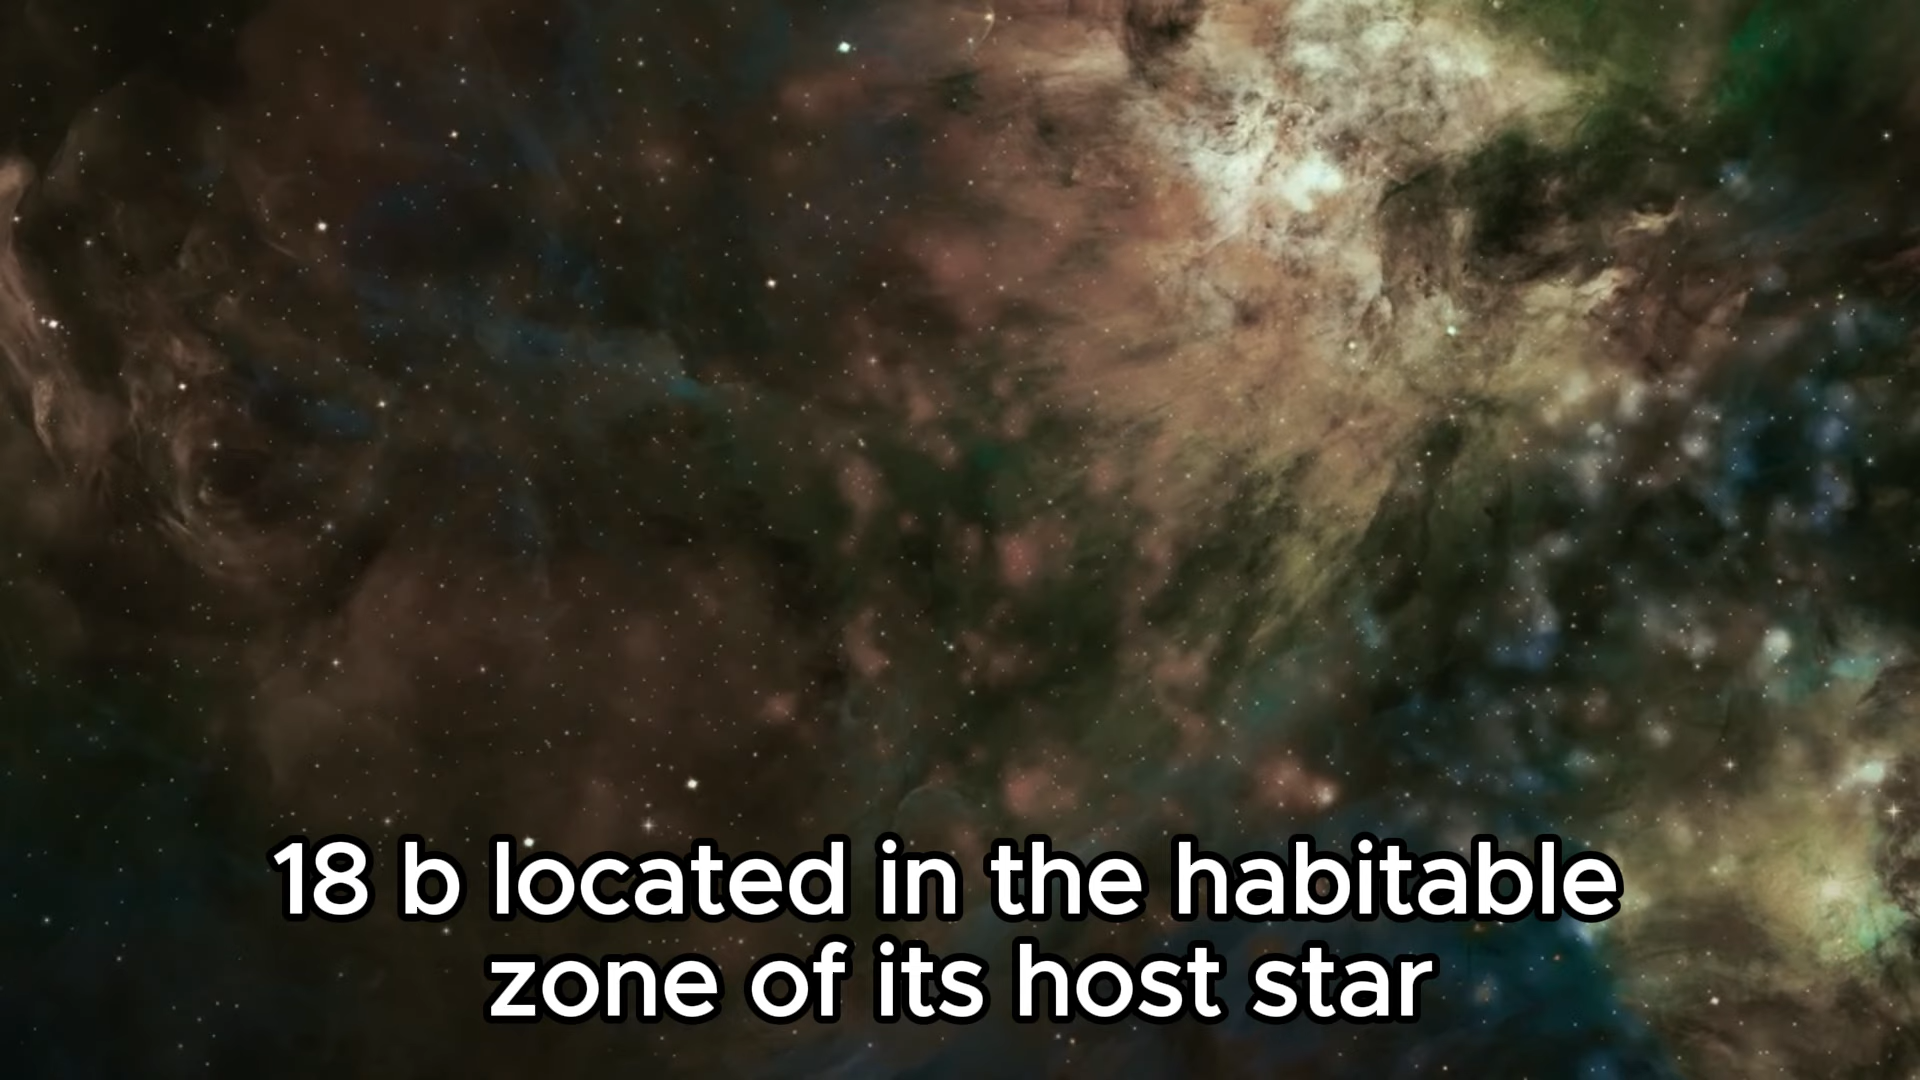 18 b located in the habitable
zone of its host star